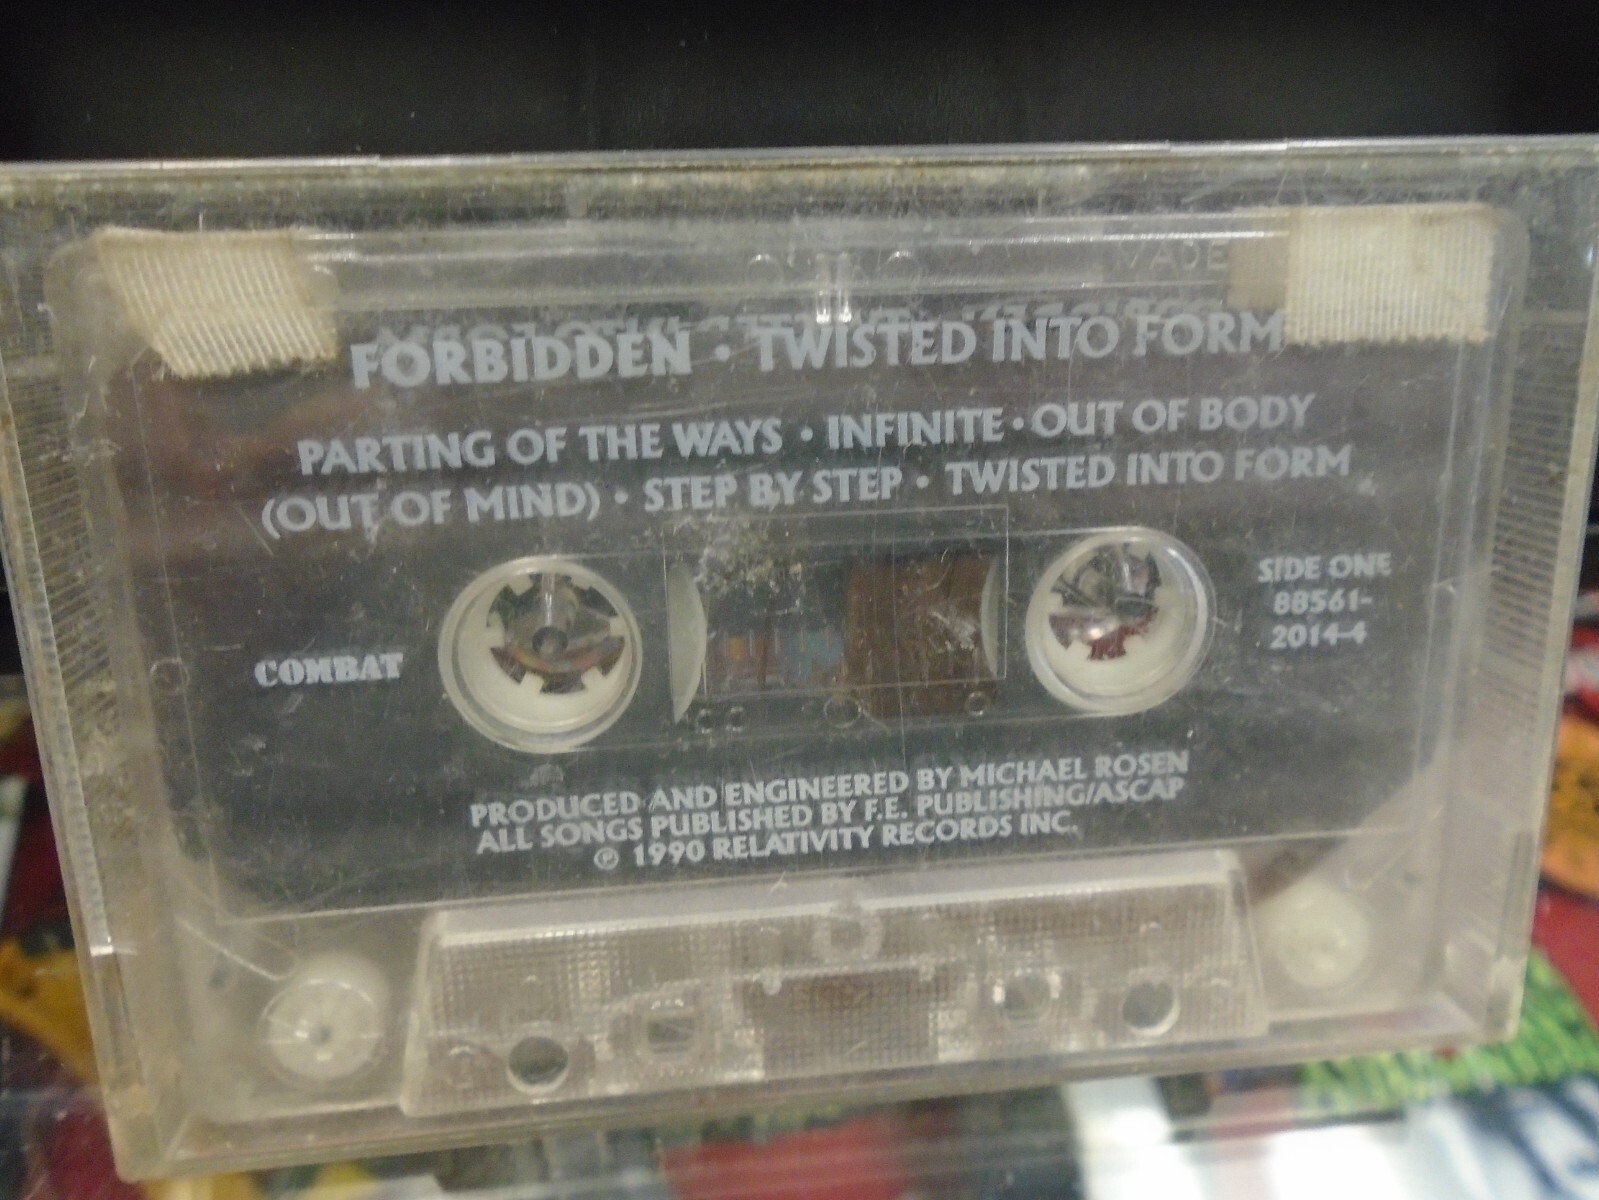 MADE
FORBIDDEN • TWISTED INTO FORM
PARTING OF THE WAYS • INFINITE • OUT OF BODY
(OUT OF MIND) • STEP BY STEP • TWISTED INTO FORM
SIDE ONE
88561-
2014-4
COMBAT
PRODUCED AND ENGINEERED BY MICHAEL ROSEN
ALL SONGS PUBLISHED BY F.E. PUBLISHING/ASCAP
℗ 1990 RELATIVITY RECORDS INC.